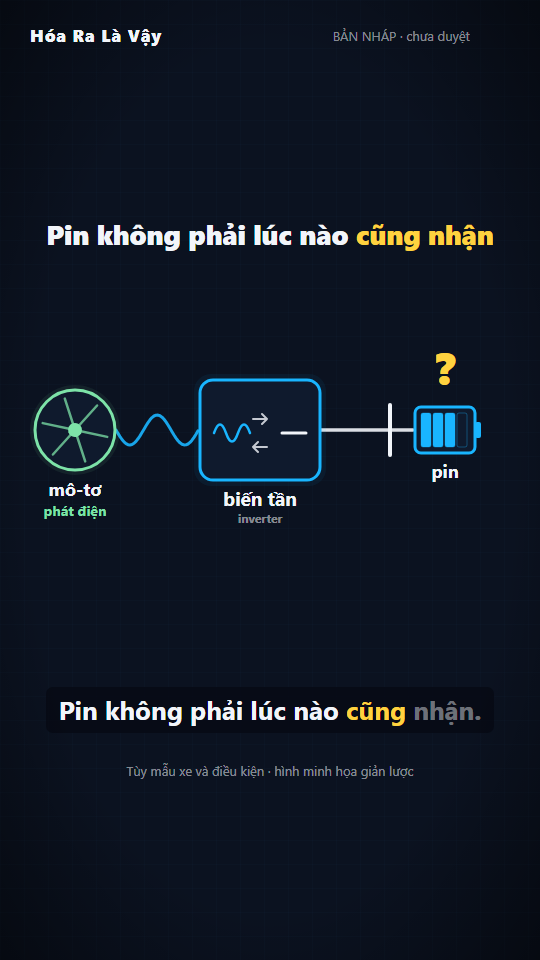 Hóa Ra Là Vậy
BẢN NHÁP · chưa duyệt
Pin không phải lúc nào cũng nhận
?
mô-tơ
phát điện
biến tần
inverter
pin
Pin không phải lúc nào cũng nhận.
Tùy mẫu xe và điều kiện · hình minh họa giản lược